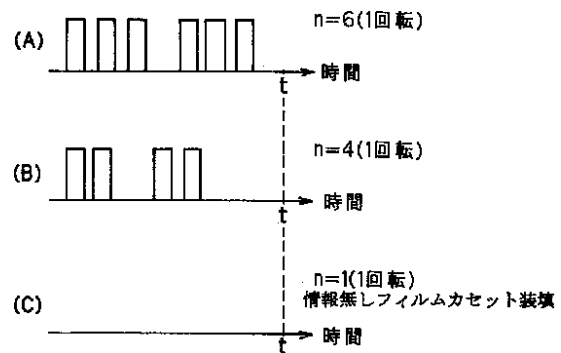 n=6(1回転)
(A)
時間
t
n=4(1回転)
(B)
時間
t
n=1(1回転)
情報無しフィルムカセット装填
(C)
時間
t